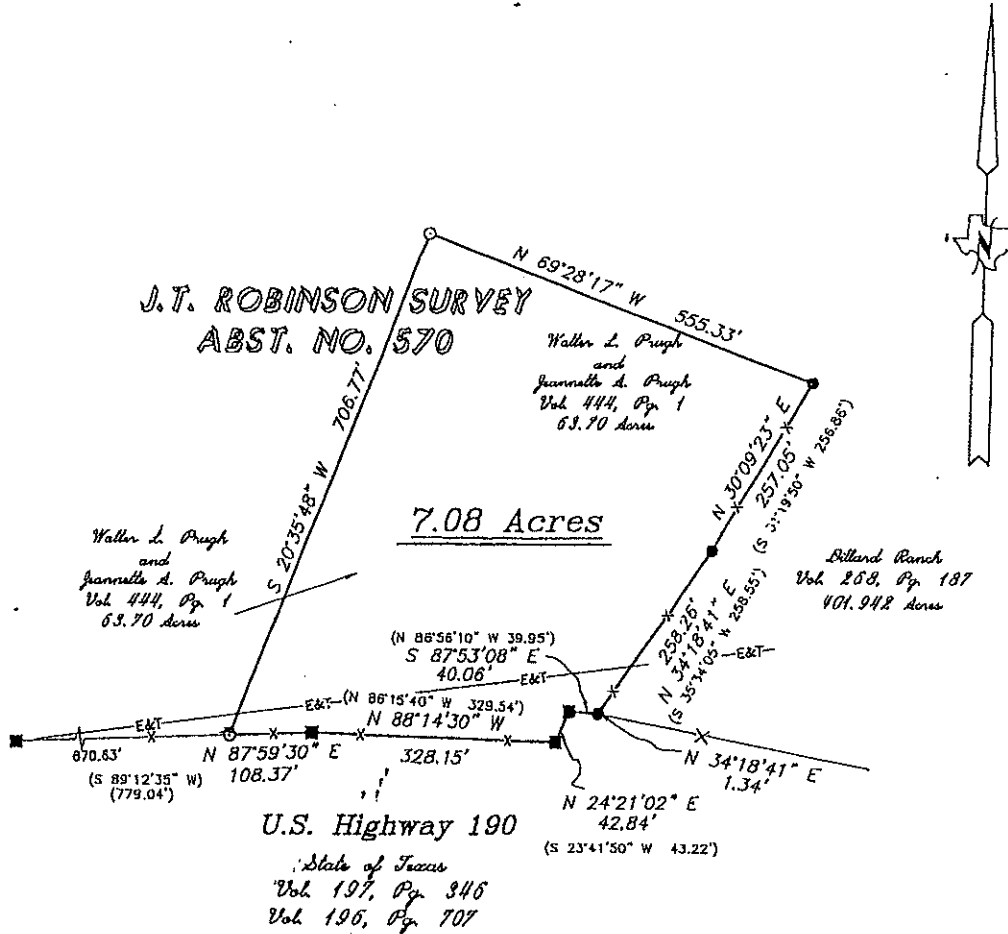 N
N 69°28'17" W
555.33'
J.T. ROBINSON SURVEY
ABST. NO. 570
Walter L. Prugh
and
Jeannette A. Prugh
Vol. 444, Pg. 1
63.70 Acres
S 20°35'48" W 706.77'
N 30°09'23" E
257.05'
(S 31°19'50" W 256.86')
7.08 Acres
Walter L. Prugh
and
Jeannette A. Prugh
Vol. 444, Pg. 1
63.70 Acres
Dillard Ranch
Vol. 268, Pg. 187
401.942 Acres
258.26'
N 34°18'41" E
(S 35°34'05" W 258.55')
(N 86°56'10" W 39.95')
S 87°53'08" E
40.06'
E&T
E&T
E&T
E&T
(N 86°15'40" W 329.54')
N 88°14'30" W
328.15'
670.63'
(S 89°12'35" W)
(779.04')
N 87°59'30" E
108.37'
N 34°18'41" E
1.34'
N 24°21'02" E
42.84'
(S 23°41'50" W 43.22')
U.S. Highway 190
State of Texas
Vol. 197, Pg. 346
Vol. 196, Pg. 707